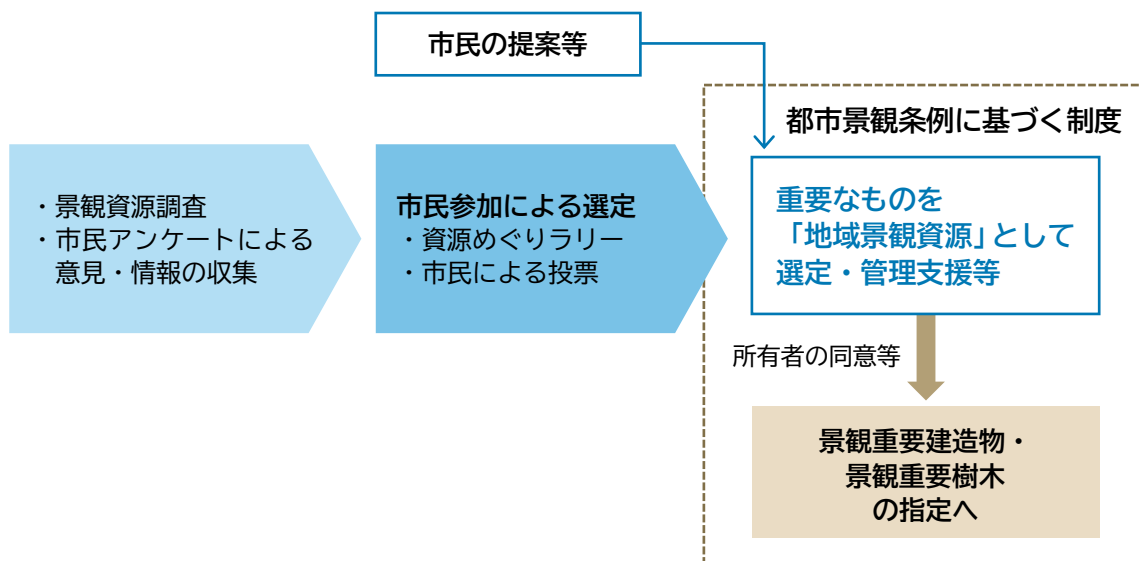 市民の提案等
都市景観条例に基づく制度
・景観資源調査
・市民アンケートによる
意見・情報の収集
市民参加による選定
・資源めぐりラリー
・市民による投票
重要なものを
「地域景観資源」として
選定・管理支援等
所有者の同意等
景観重要建造物・
景観重要樹木
の指定へ